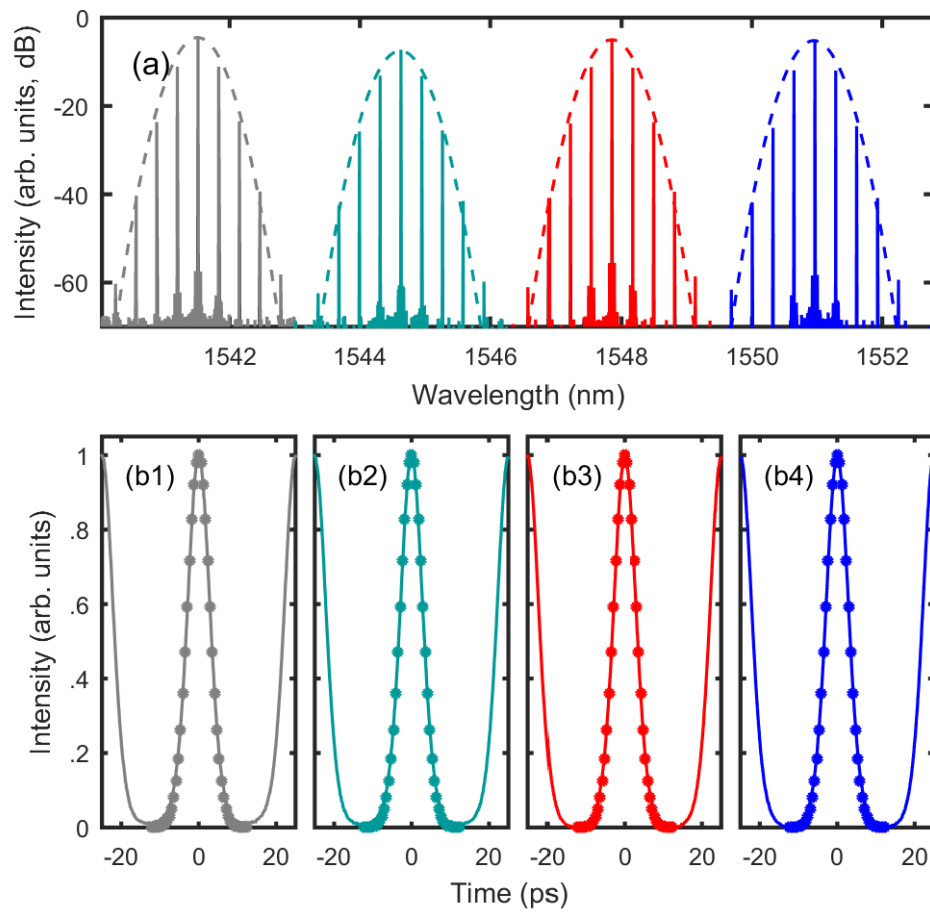 0
-20
-40
-60
Intensity (arb. units, dB)
(a)
1542 1544 1546 1548 1550 1552
Wavelength (nm)
1
.8
.6
.4
.2
0
Intensity (arb. units)
(b1) (b2) (b3) (b4)
-20 0 20 -20 0 20 -20 0 20 -20 0 20
Time (ps)